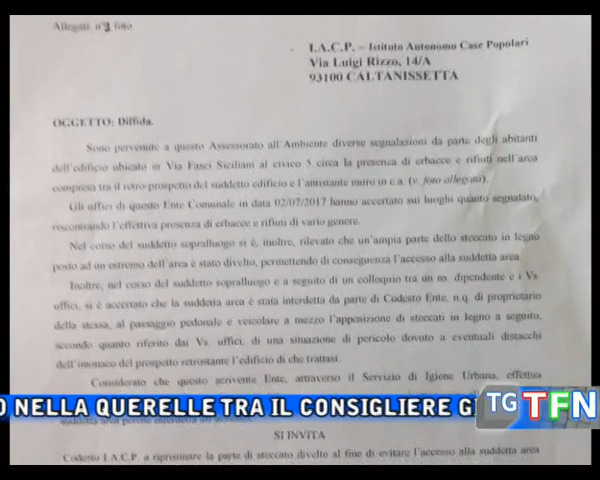 Allegati n°3 foto
I.A.C.P. – Istituto Autonomo Case Popolari
Via Luigi Rizzo, 14/A
93100 CALTANISSETTA
OGGETTO: Diffida.
Sono pervenute a questo Assessorato all'Ambiente diverse segnalazioni da parte degli abitanti
dell'edificio ubicato in Via Fasci Siciliani al civico 5 circa la presenza di erbacce e rifiuti nell'area
compresa tra il retro-prospetto del suddetto edificio e l'antistante muro in c.a. (v. foto allegata).
Gli uffici di questo Ente Comunale in data 02/07/2017 hanno accertato sui luoghi quanto segnalato,
riscontrando l'effettiva presenza di erbacce e rifiuti di vario genere.
Nel corso del suddetto sopralluogo si è, inoltre, rilevato che un'ampia parte dello steccato in legno
posto ad un estremo dell'area è stato divelto, permettendo di conseguenza l'accesso alla suddetta area.
Inoltre, nel corso del suddetto sopralluogo e a seguito di un colloquio tra un ns. dipendente e i Vs.
uffici, si è accertato che la suddetta area è stata interdetta da parte di Codesto Ente, n.q. di proprietario
della stessa, al passaggio pedonale e veicolare a mezzo l'apposizione di steccati in legno a seguito,
secondo quanto riferito dai Vs. uffici, di una situazione di pericolo dovuto a eventuali distacchi
dell'intonaco del prospetto retrostante l'edificio di che trattasi.
Considerato che questo scrivente Ente, attraverso il Servizio di Igiene Urbana, effettua
O NELLA QUERELLE TRA IL CONSIGLIERE G
TG TFN
suddetta area perché interdetta
SI INVITA
Codesto I.A.C.P. a ripristinare la parte di steccato divelto al fine di evitare l'accesso alla suddetta area